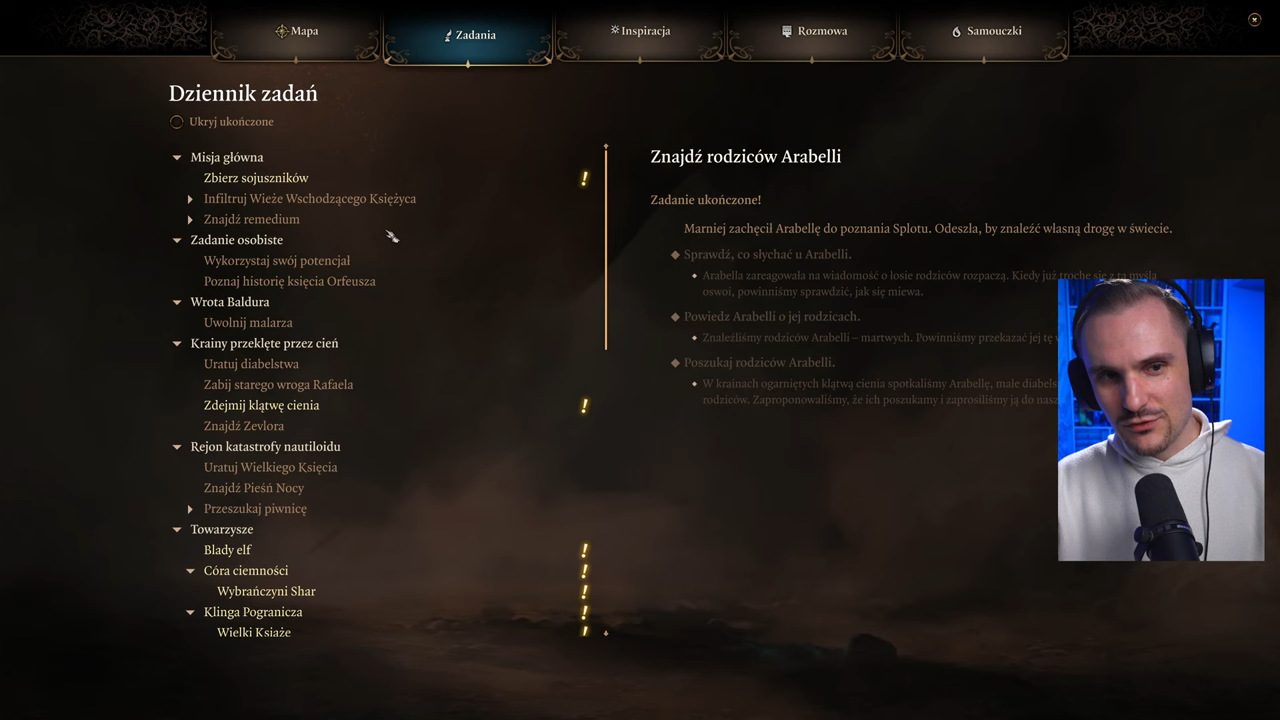 Mapa
Zadania
Inspiracja
Rozmowa
Samouczki
Dziennik zadań
Ukryj ukończone
Misja główna
Zbierz sojuszników
Infiltruj Wieże Wschodzącego Księżyca
Znajdź remedium
Zadanie osobiste
Wykorzystaj swój potencjał
Poznaj historię księcia Orfeusza
Wrota Baldura
Uwolnij malarza
Krainy przeklęte przez cień
Uratuj diabelstwa
Zabij starego wroga Rafaela
Zdejmij klątwę cienia
Znajdź Zevlora
Rejon katastrofy nautiloidu
Uratuj Wielkiego Księcia
Znajdź Pieśń Nocy
Przeszukaj piwnicę
Towarzysze
Blady elf
Córa ciemności
Wybrańczyni Shar
Klinga Pogranicza
Wielki Książe
Znajdź rodziców Arabelli
Zadanie ukończone!
Marniej zachęcił Arabellę do poznania Splotu. Odeszła, by znaleźć własną drogę w świecie.
Sprawdź, co słychać u Arabelli.
Arabella zareagowała na wiadomość o losie rodziców rozpaczą. Kiedy już trochę się z tą myślą
oswoi, powinniśmy sprawdzić, jak się miewa.
Powiedz Arabelli o jej rodzicach.
Znaleźliśmy rodziców Arabelli – martwych. Powinniśmy przekazać jej tę
Poszukaj rodziców Arabelli.
W krainach ogarniętych klątwą cienia spotkaliśmy Arabellę, małe
rodziców. Zaproponowaliśmy, że ich poszukamy i zaprosiliśmy ją do